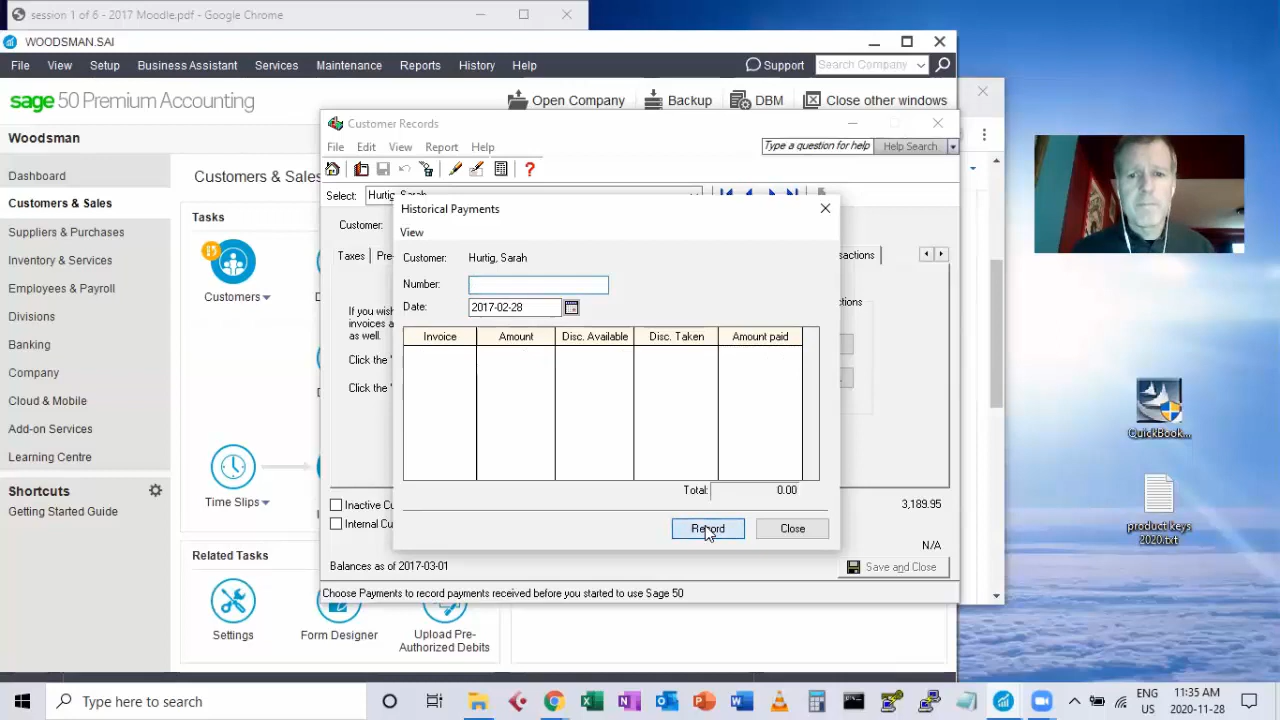 session 1 of 6 - 2017 Moodle.pdf - Google Chrome
WOODSMAN.SAI
File View Setup Business Assistant Services Maintenance Reports History Help
Support
Search Company
sage 50 Premium Accounting
Open Company Backup DBM Close other windows
Woodsman
Dashboard
Customers & Sales
Suppliers & Purchases
Inventory & Services
Employees & Payroll
Divisions
Banking
Company
Cloud & Mobile
Add-on Services
Learning Centre
Shortcuts
Getting Started Guide
Customers & Sales
Tasks
Customers
Time Slips
Related Tasks
Settings
Form Designer
Upload Pre-
Authorized Debits
Customer Records
File Edit View Report Help
Type a question for help Help Search
Select: Hurtig, Sarah
Customer:
Taxes
If you wish
invoices a
as well.
Click the
Click the
Inactive
Internal
3,189.95
N/A
Balances as of 2017-03-01
Save and Close
Choose Payments to record payments received before you started to use Sage 50
Historical Payments
View
Customer: Hurtig, Sarah
Number:
Date: 2017-02-28
Invoice Amount Disc. Available Disc. Taken Amount paid
Total: 0.00
Record Close
QuickBook...
product keys
2020.txt
Type here to search
ENG
US
11:35 AM
2020-11-28